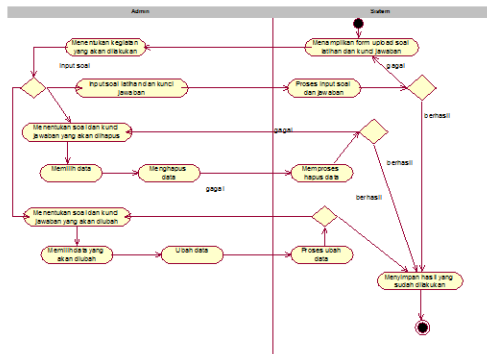 Admin
Sistem
Menentukan kegiatan
yang akan dilakukan
Menampilkan form upload soal
latihan dan kunci jawaban
Input soal
gagal
Input soal latihan dan kunci
jawaban
Proses input soal
dan jawaban
berhasil
Menentukan soal dan kunci
jawaban yang akan dihapus
gagal
Memilih data
Menghapus
data
Memproses
hapus data
berhasil
gagal
berhasil
Menentukan soal dan kunci
jawaban yang akan diubah
Memilih data yang
akan diubah
Ubah data
Proses ubah
data
Menyimpan hasil yang
sudah dilakukan